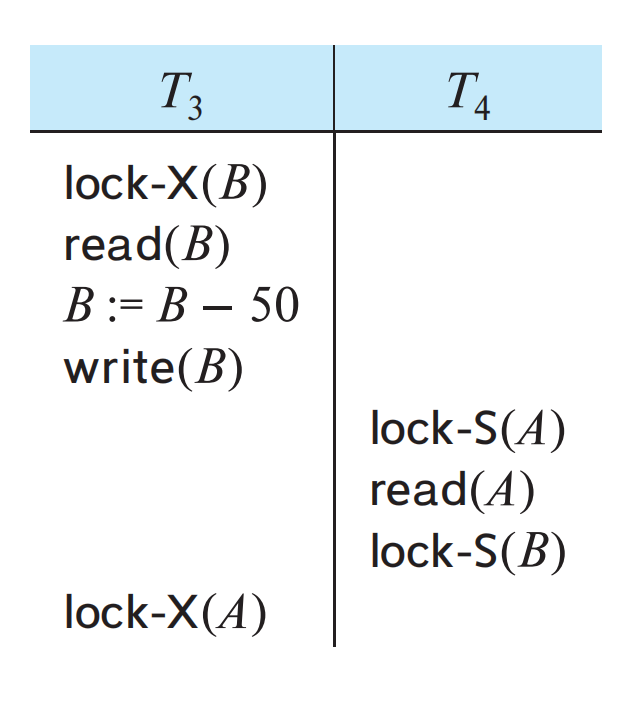 T3 T4
lock-X(B)
read(B)
B := B – 50
write(B)
lock-S(A)
read(A)
lock-S(B)
lock-X(A)